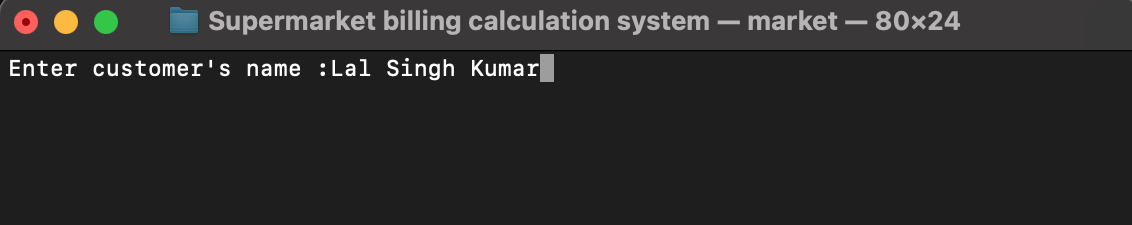 Supermarket billing calculation system — market — 80×24
Enter customer's name :Lal Singh Kumar